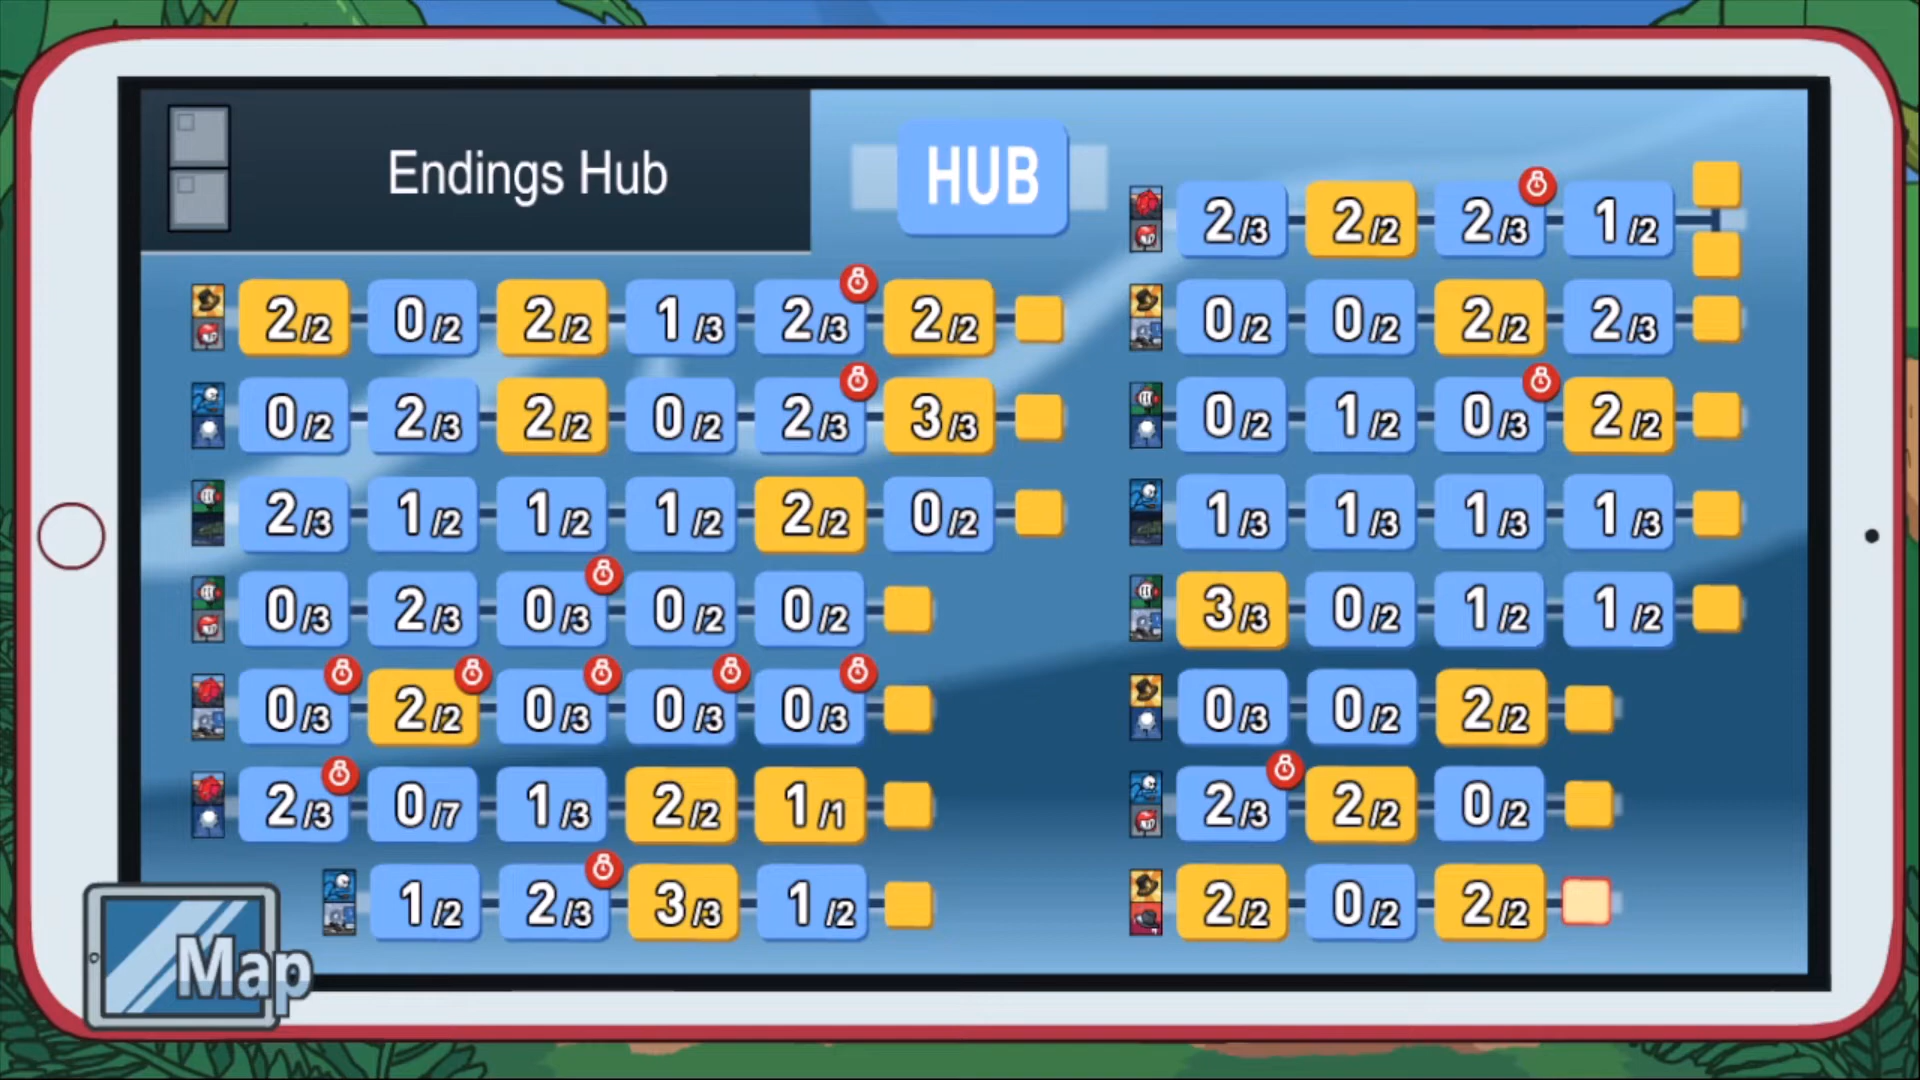 Endings Hub
HUB
2/2 0/2 2/2 1/3 2/3 2/2
0/2 2/3 2/2 0/2 2/3 3/3
2/3 1/2 1/2 1/2 2/2 0/2
0/3 2/3 0/3 0/2 0/2
0/3 2/2 0/3 0/3 0/3
2/3 0/7 1/3 2/2 1/1
1/2 2/3 3/3 1/2
2/3 2/2 2/3 1/2
0/2 0/2 2/2 2/3
0/2 1/2 0/3 2/2
1/3 1/3 1/3 1/3
3/3 0/2 1/2 1/2
0/3 0/2 2/2
2/3 2/2 0/2
2/2 0/2 2/2
Map